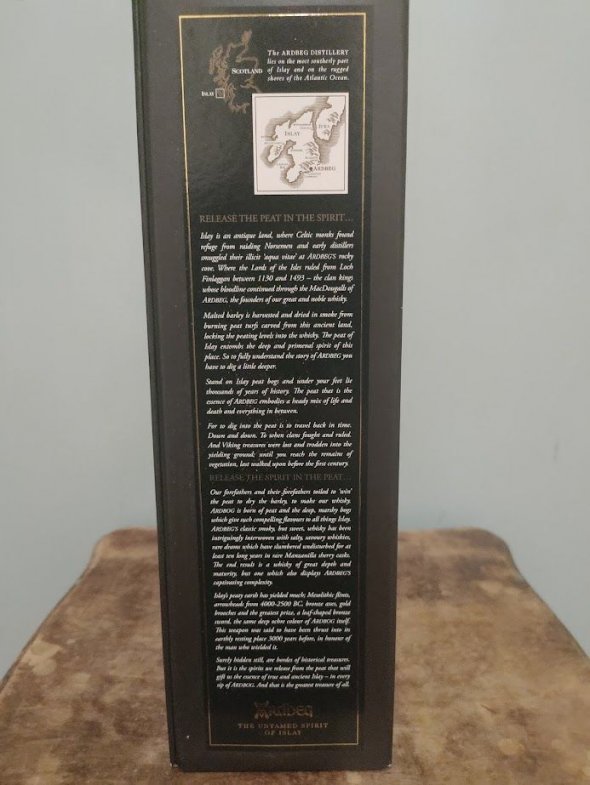 The ARDBEG DISTILLERY
lies on the most southerly part
of Islay and on the rugged
shores of the Atlantic Ocean.
SCOTLAND
ISLAY
ISLAY
JURA
ARDBEG
RELEASE THE PEAT IN THE SPIRIT...
Islay is an antique land, where Celtic monks found
refuge from raiding Norsemen and early distillers
smuggled their illicit 'aqua vitae' at ARDBEG'S rocky
cove. Where the Lords of the Isles ruled from Loch
Finlaggan between 1130 and 1493 – the clan kings
whose bloodline continued through the MacDougalls of
ARDBEG, the founders of our great and noble whisky.
Malted barley is harvested and dried in smoke from
burning peat turfs carved from this ancient land,
locking the peating levels into the whisky. The peat of
Islay entombs the deep and primeval spirit of this
place. So to fully understand the story of ARDBEG you
have to dig a little deeper.
Stand on Islay peat bogs and under your feet lie
thousands of years of history. The peat that is the
essence of ARDBEG embodies a heady mix of life and
death and everything in between.
For to dig into the peat is to travel back in time.
Down and down. To when clans fought and ruled.
And Viking treasures were lost and trodden into the
yielding ground; until you reach the remains of
vegetation, last walked upon before the first century.
RELEASE THE SPIRIT IN THE PEAT...
Our forefathers and their forefathers toiled to 'win'
the peat to dry the barley, to make our whisky.
ARDBOG is born of peat and the deep, marshy bogs
which give such compelling flavours to all things Islay.
ARDBEG'S classic smoky, but sweet, whisky has been
intriguingly interwoven with salty, savoury whiskies,
rare drams which have slumbered undisturbed for at
least ten long years in rare Manzanilla sherry casks.
The end result is a whisky of great depth and
maturity, but one which also displays ARDBEG'S
captivating complexity.
Islay's peaty earth has yielded much; Mesolithic flints,
arrowheads from 4000-2500 BC, bronze axes, gold
brooches and the greatest prize, a leaf-shaped bronze
sword, the same deep ochre colour of ARDBOG itself.
This weapon was said to have been thrust into its
earthly resting place 3000 years before, in honour of
the man who wielded it.
Surely hidden still, are hordes of historical treasures.
But it is the spirits we release from the peat that will
gift us the essence of true and ancient Islay – in every
sip of ARDBOG. And that is the greatest treasure of all.
Ardbeg
THE UNTAMED SPIRIT
OF ISLAY